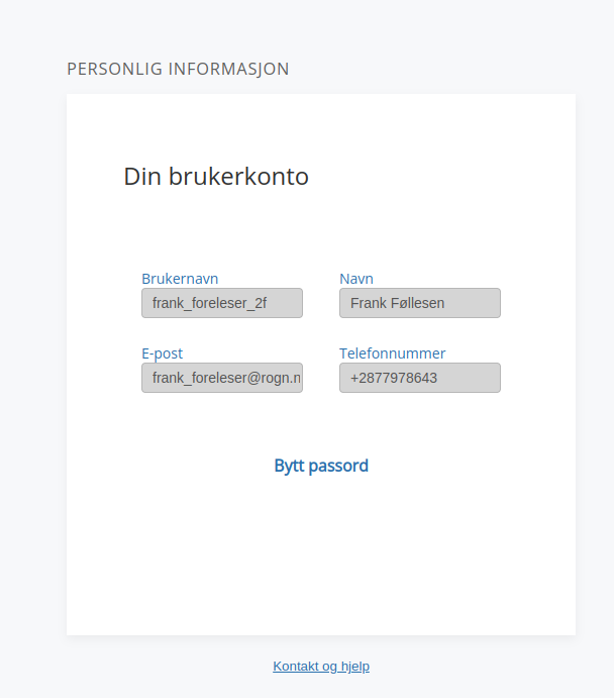 PERSONLIG INFORMASJON
Din brukerkonto
Brukernavn Navn
frank_foreleser_2f Frank Føllesen
E-post Telefonnummer
frank_foreleser@rogn.n +2877978643
Bytt passord
Kontakt og hjelp